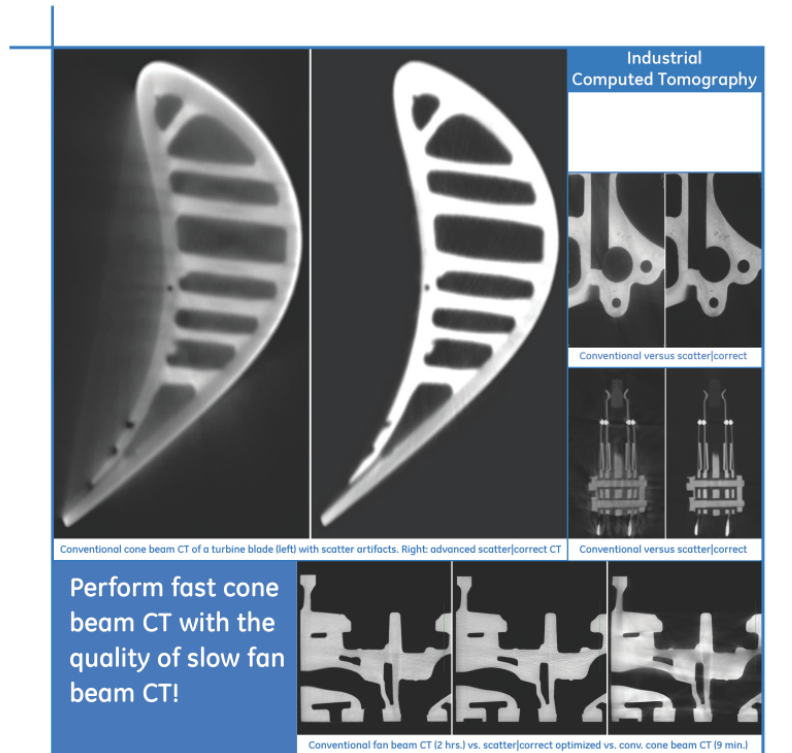 Industrial
Computed Tomography
Conventional versus scatter|correct
Conventional cone beam CT of a turbine blade (left) with scatter artifacts. Right: advanced scatter|correct CT
Conventional versus scatter|correct
Perform fast cone
beam CT with the
quality of slow fan
beam CT!
Conventional fan beam CT (2 hrs.) vs. scatter|correct optimized vs. conv. cone beam CT (9 min.)